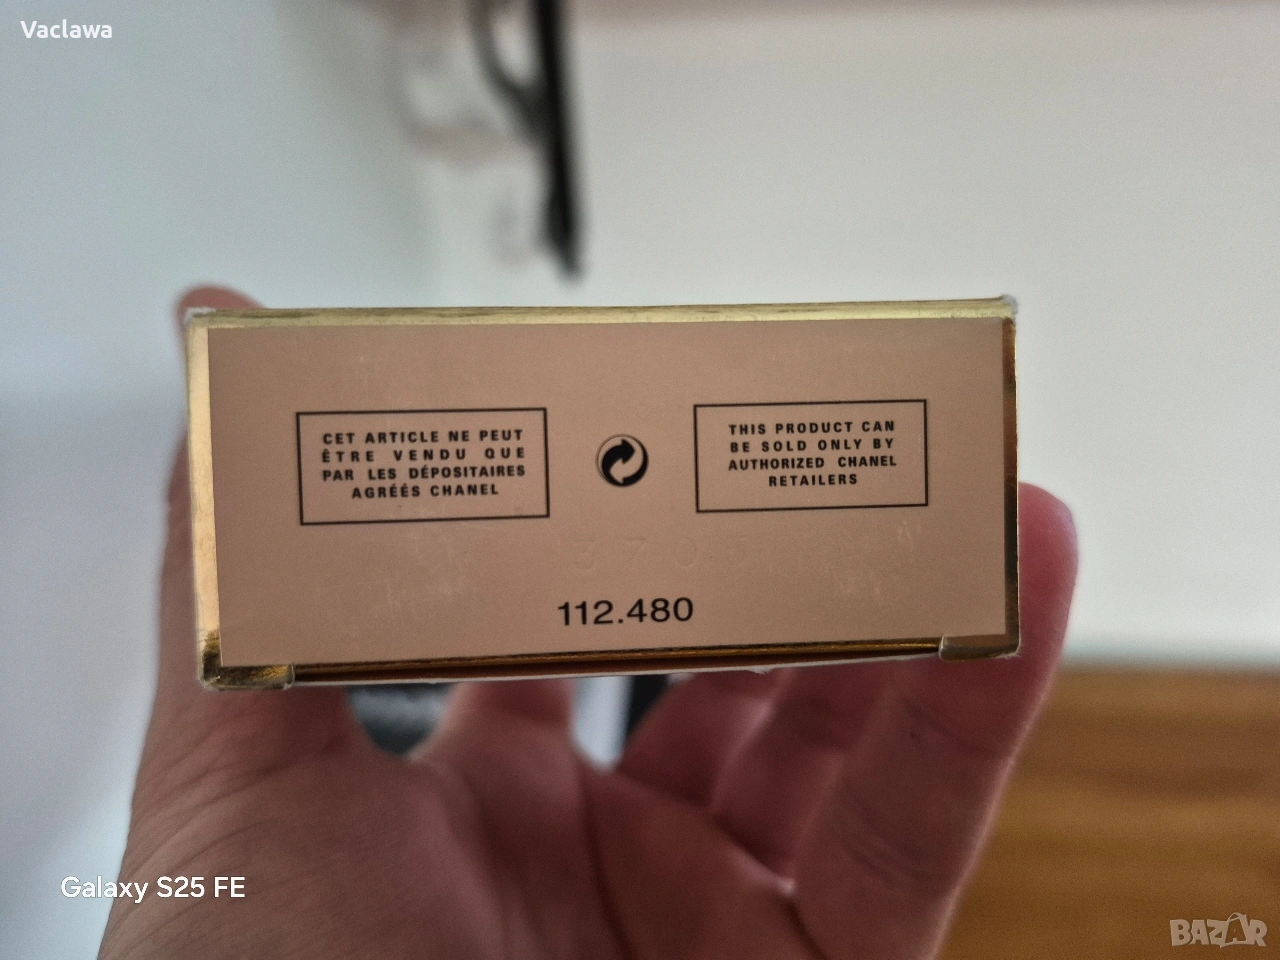 Vaclawa
CET ARTICLE NE PEUT
ÊTRE VENDU QUE
PAR LES DÉPOSITAIRES
AGRÉÉS CHANEL
THIS PRODUCT CAN
BE SOLD ONLY BY
AUTHORIZED CHANEL
RETAILERS
112.480
Galaxy S25 FE
BAZAR